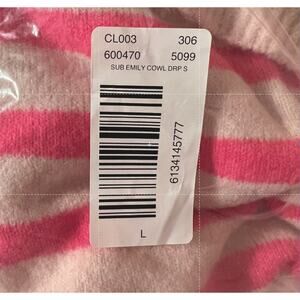 CL003 306
600470 5099
SUB EMILY COWL DRP S
6134145777
L